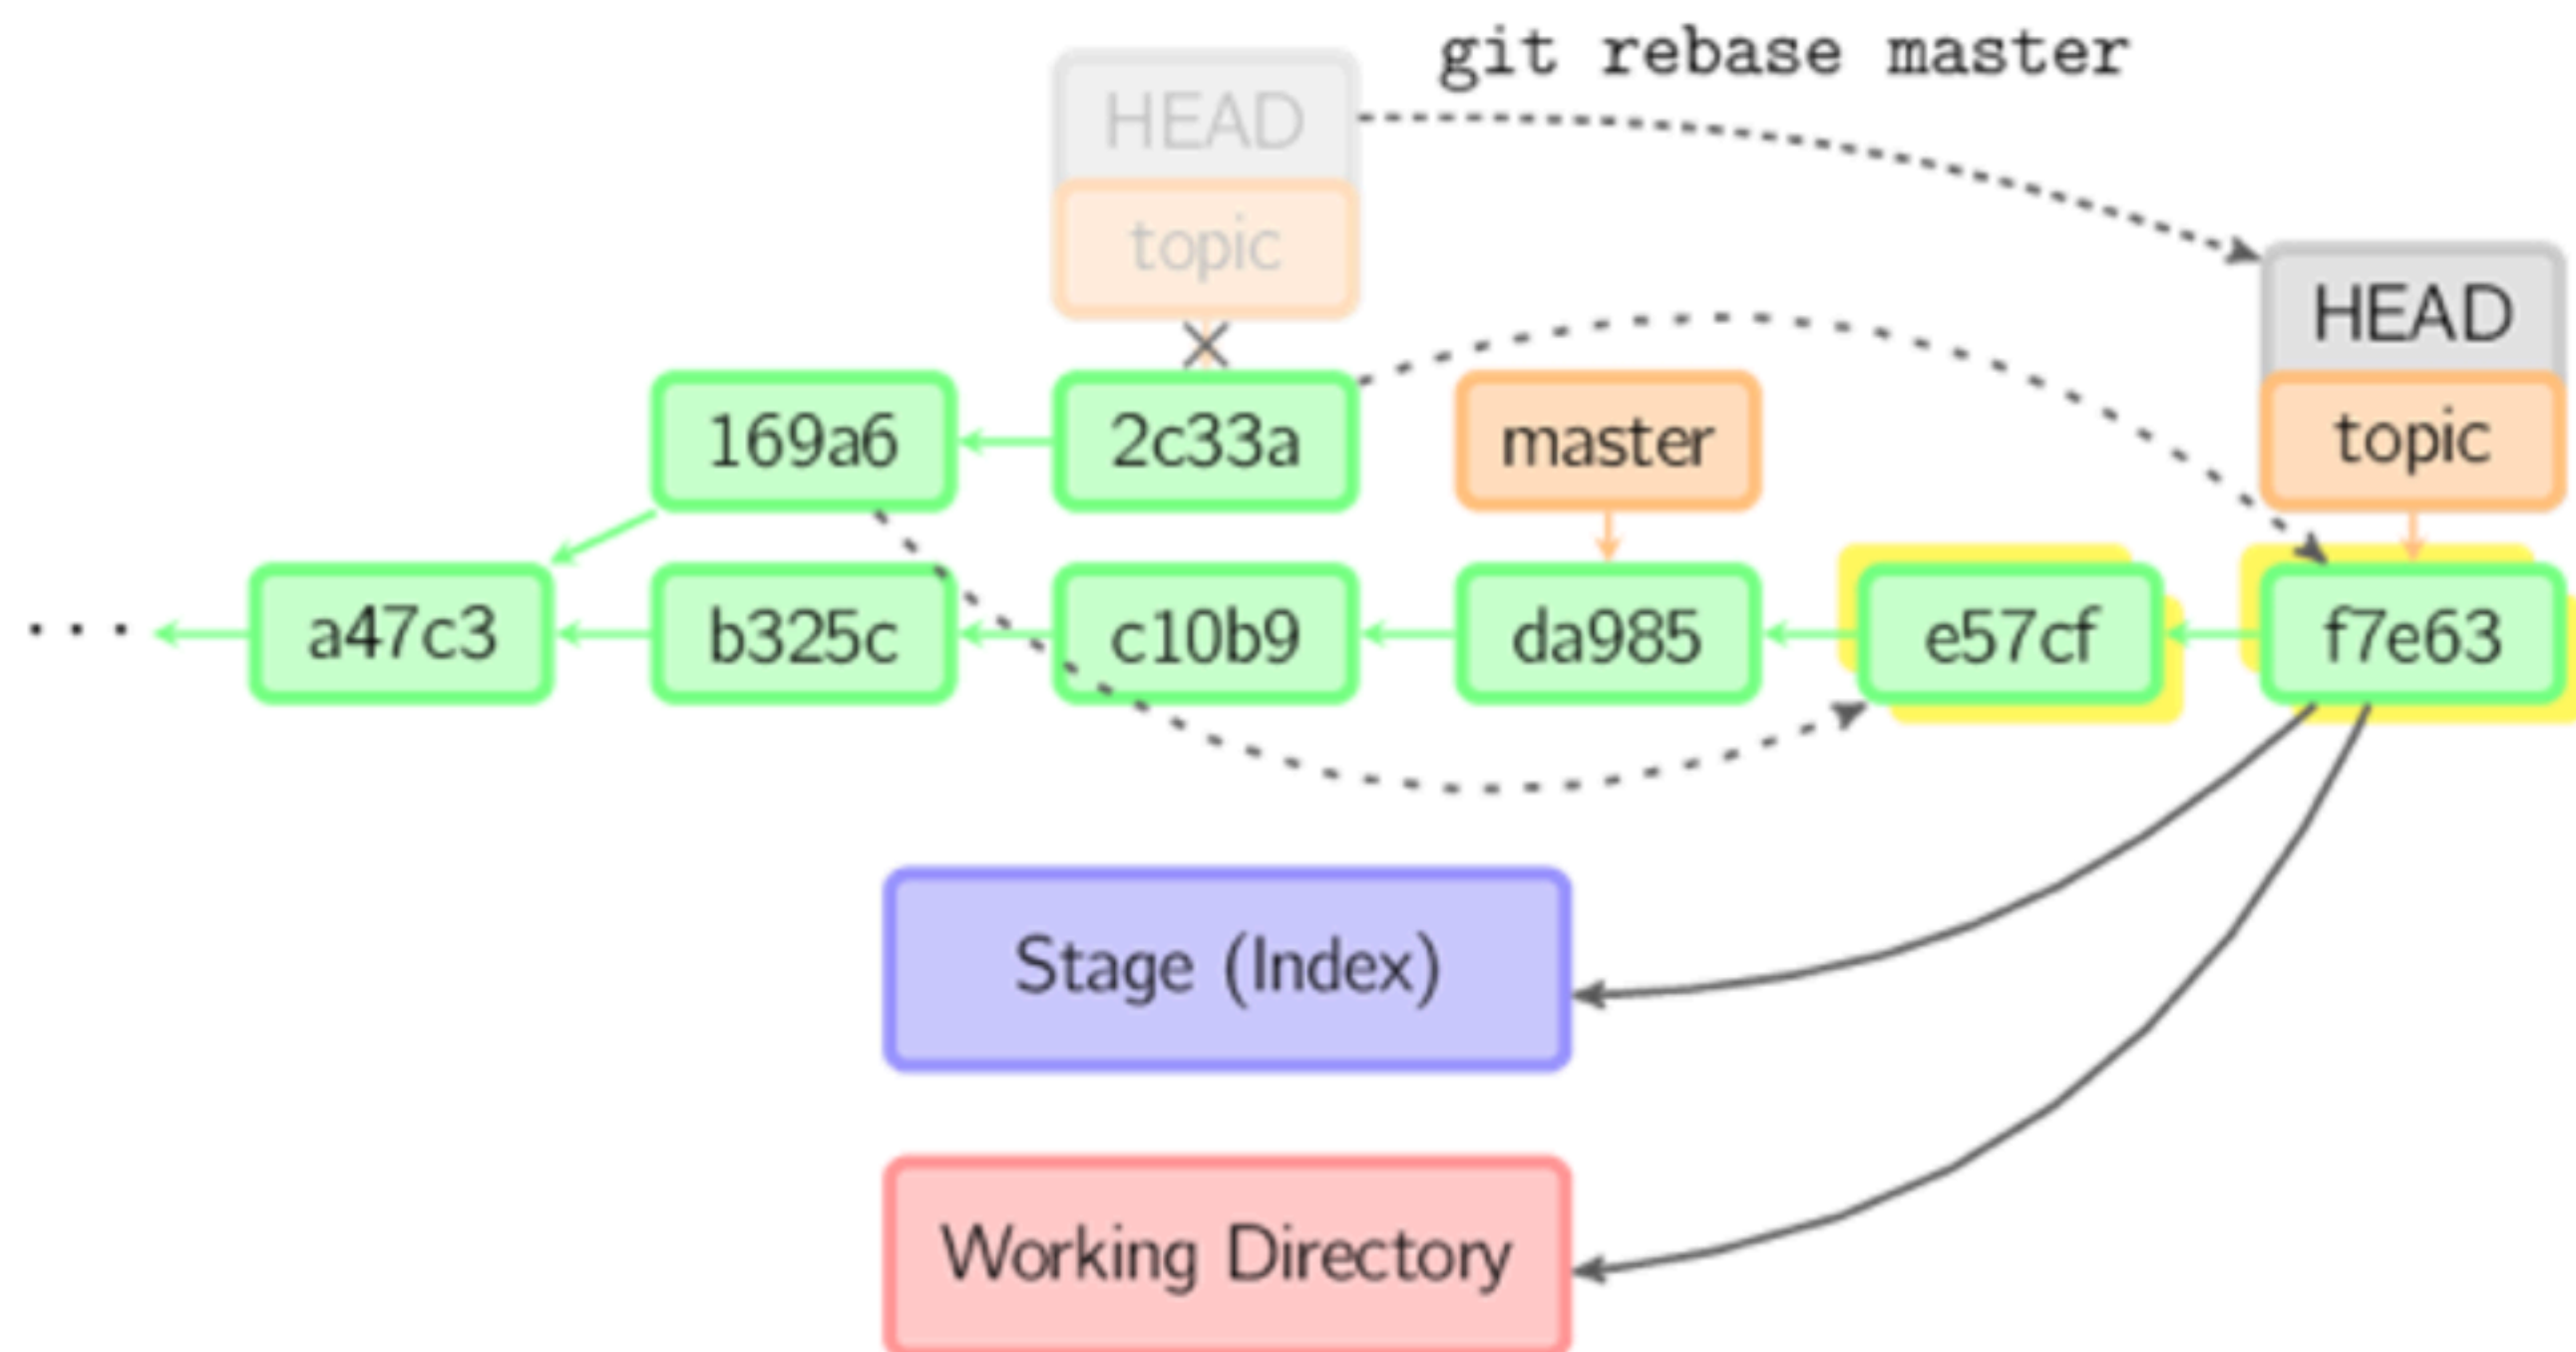 git rebase master
HEAD
topic
HEAD
topic
169a6
2c33a
master
... a47c3
b325c
c10b9
da985
e57cf
f7e63
Stage (Index)
Working Directory